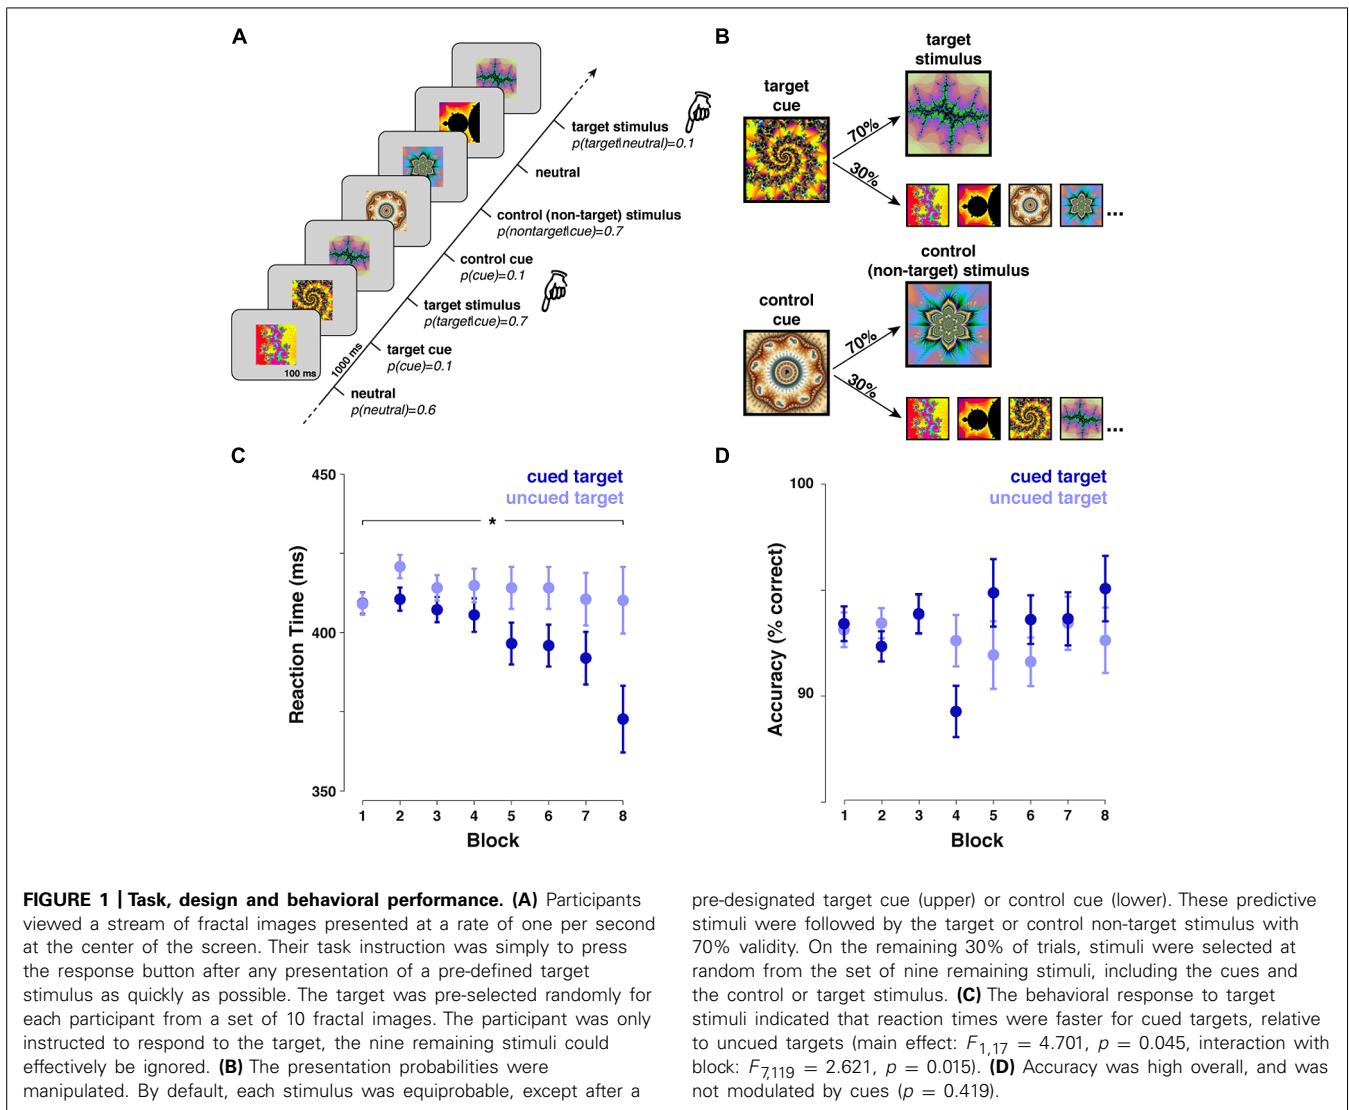 A
target stimulus
p(target|neutral)=0.1
neutral
control (non-target) stimulus
p(nontarget|cue)=0.7
control cue
p(cue)=0.1
target stimulus
p(target|cue)=0.7
target cue
p(cue)=0.1
neutral
p(neutral)=0.6
100 ms
1000 ms
B
target
cue
target
stimulus
70%
30%
...
control
cue
control
(non-target) stimulus
70%
30%
...
C
cued target
uncued target
*
450
400
350
Reaction Time (ms)
1 2 3 4 5 6 7 8
Block
D
cued target
uncued target
100
90
Accuracy (% correct)
1 2 3 4 5 6 7 8
Block
FIGURE 1 | Task, design and behavioral performance. (A) Participants
viewed a stream of fractal images presented at a rate of one per second
at the center of the screen. Their task instruction was simply to press
the response button after any presentation of a pre-defined target
stimulus as quickly as possible. The target was pre-selected randomly for
each participant from a set of 10 fractal images. The participant was only
instructed to respond to the target, the nine remaining stimuli could
effectively be ignored. (B) The presentation probabilities were
manipulated. By default, each stimulus was equiprobable, except after a
pre-designated target cue (upper) or control cue (lower). These predictive
stimuli were followed by the target or control non-target stimulus with
70% validity. On the remaining 30% of trials, stimuli were selected at
random from the set of nine remaining stimuli, including the cues and
the control or target stimulus. (C) The behavioral response to target
stimuli indicated that reaction times were faster for cued targets, relative
to uncued targets (main effect: F1,17 = 4.701, p = 0.045, interaction with
block: F7,119 = 2.621, p = 0.015). (D) Accuracy was high overall, and was
not modulated by cues (p = 0.419).